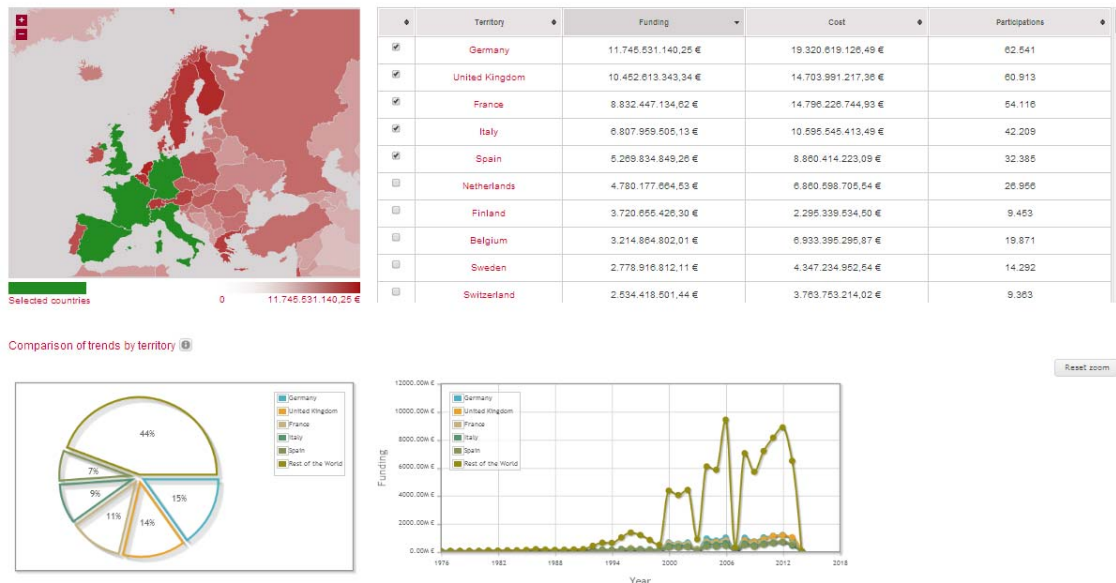 +
−
Selected countries
0
11.745.531.140,25 €
Territory Funding Cost Participations
Germany 11.745.531.140,25 € 19.320.619.126,49 € 62.541
United Kingdom 10.452.613.343,34 € 14.703.991.217,36 € 60.913
France 8.832.447.134,62 € 14.796.226.744,93 € 54.116
Italy 6.807.959.505,13 € 10.595.545.413,49 € 42.209
Spain 5.269.834.849,26 € 8.860.414.223,09 € 32.385
Netherlands 4.780.177.664,53 € 6.860.598.705,54 € 26.956
Finland 3.720.655.426,30 € 2.295.339.534,50 € 9.453
Belgium 3.214.864.802,01 € 6.933.395.295,87 € 19.871
Sweden 2.778.916.812,11 € 4.347.234.952,54 € 14.292
Switzerland 2.534.418.501,44 € 3.763.753.214,02 € 9.363
Comparison of trends by territory i
Reset zoom
44%
7%
9%
11%
14%
15%
Germany
United Kingdom
France
Italy
Spain
Rest of the World
Funding
12000.00M €
10000.00M €
8000.00M €
6000.00M €
4000.00M €
2000.00M €
0.00M €
Germany
United Kingdom
France
Italy
Spain
Rest of the World
1976 1982 1988 1994 2000 2006 2012 2018
Year